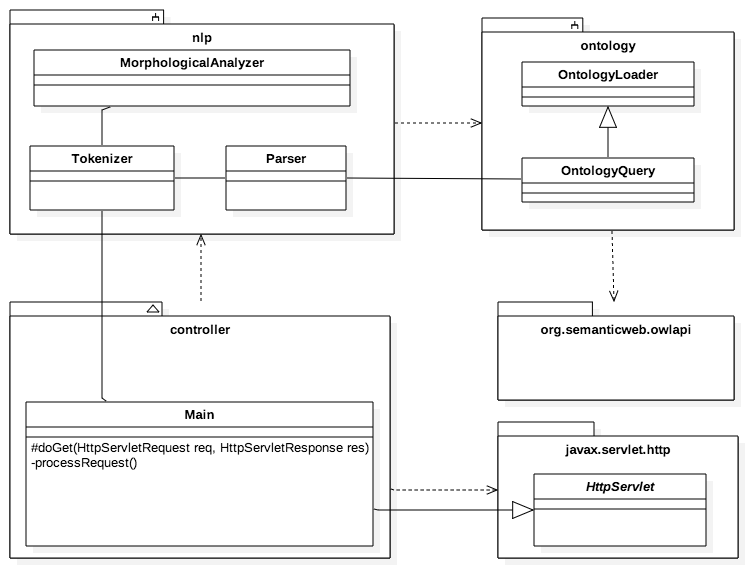 nlp
MorphologicalAnalyzer
Tokenizer
Parser
ontology
OntologyLoader
OntologyQuery
controller
Main
#doGet(HttpServletRequest req, HttpServletResponse res)
-processRequest()
org.semanticweb.owlapi
javax.servlet.http
HttpServlet